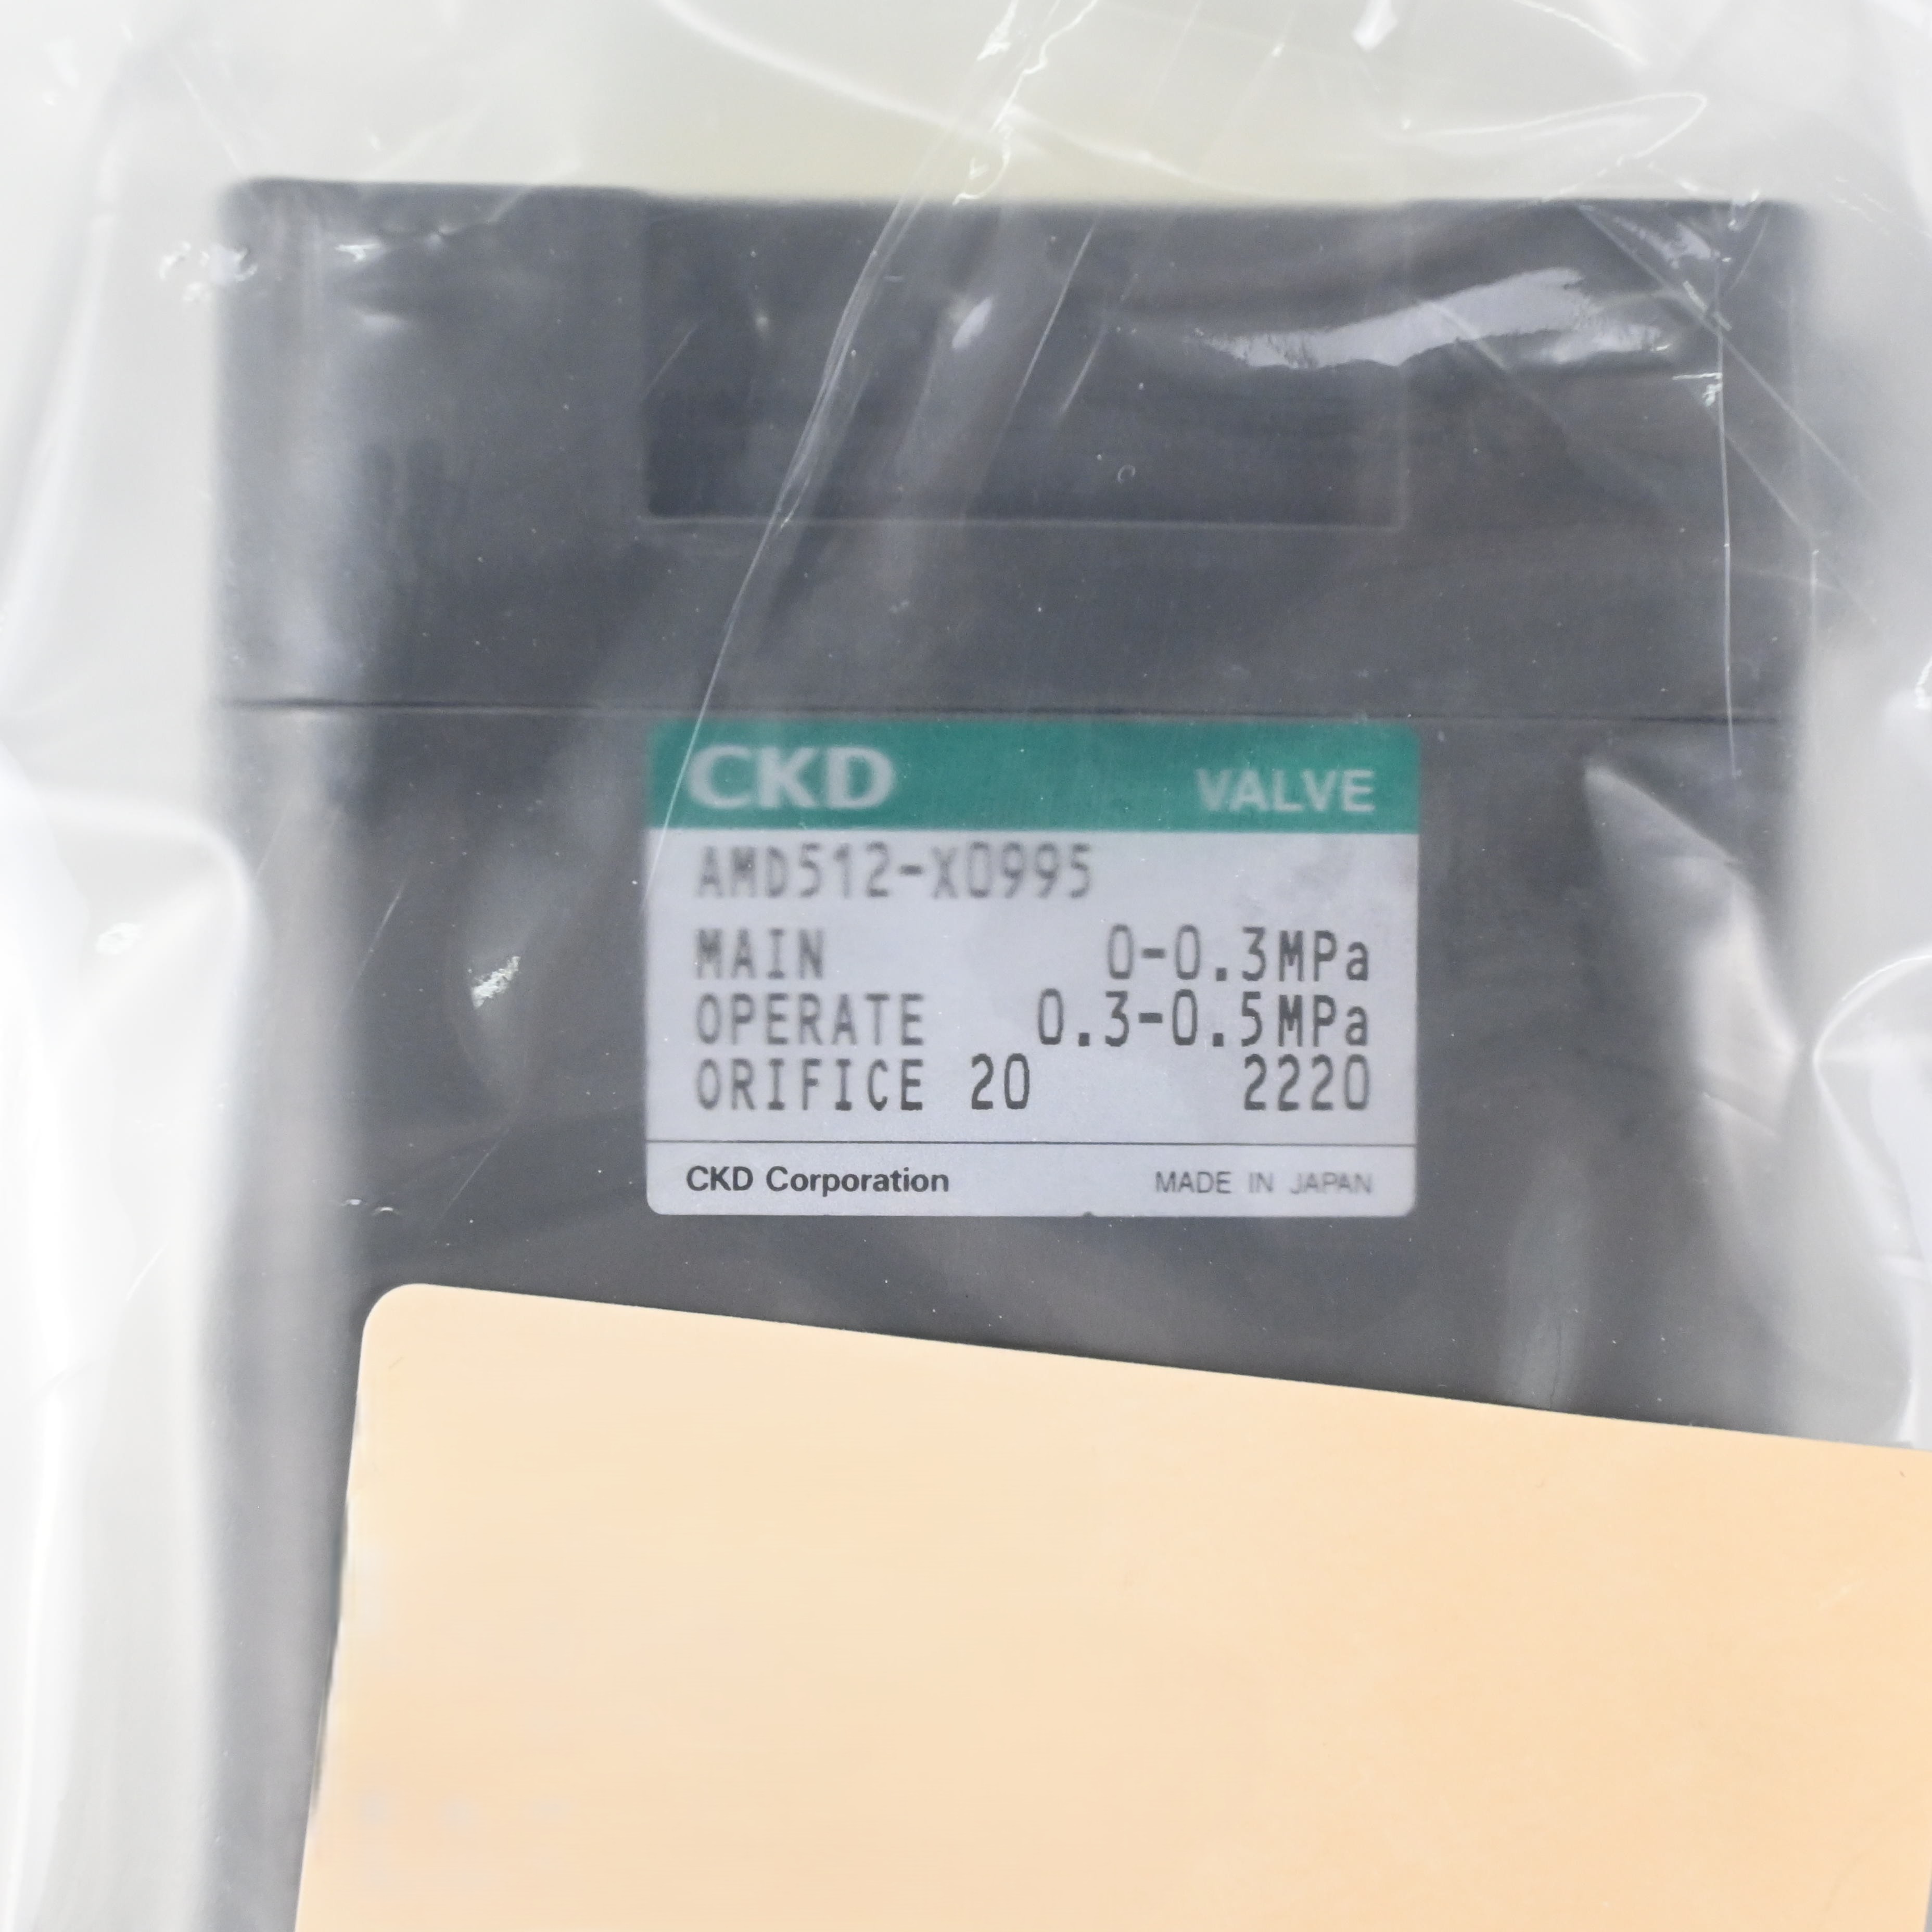 CKD VALVE
AMD512-X0995
MAIN 0-0.3MPa
OPERATE 0.3-0.5MPa
ORIFICE 20 2220
CKD Corporation MADE IN JAPAN